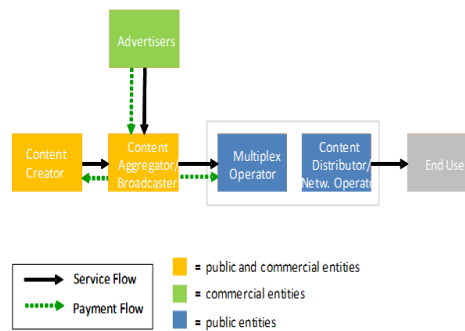 Advertisers
Content
Creator
Content
Aggregator/
Broadcaster
Multiplex
Operator
Content
Distributor/
Netw. Operator
End User
Service Flow
Payment Flow
= public and commercial entities
= commercial entities
= public entities